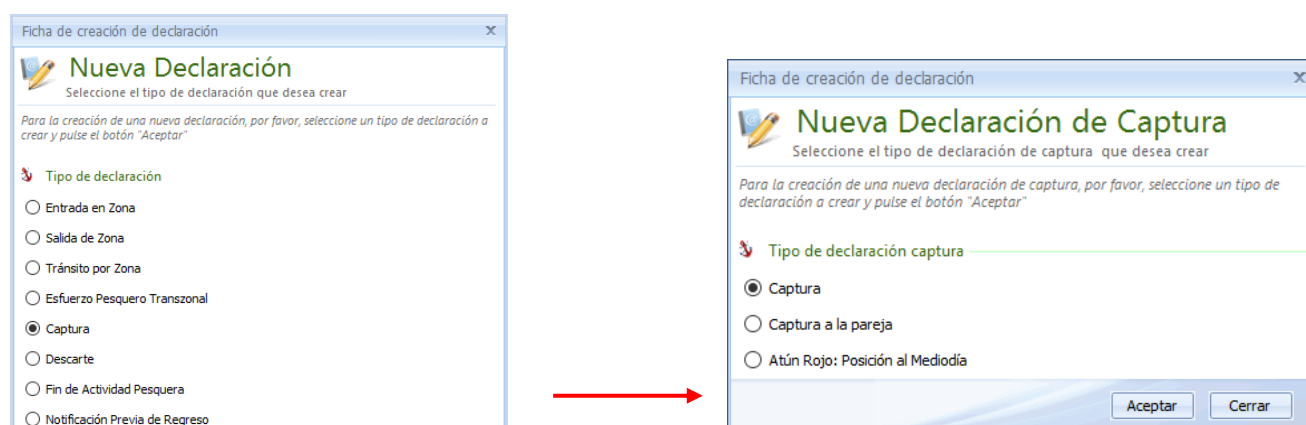 Ficha de creación de declaración
Nueva Declaración
Seleccione el tipo de declaración que desea crear
Para la creación de una nueva declaración, por favor, seleccione un tipo de declaración a
crear y pulse el botón "Aceptar"
Tipo de declaración
Entrada en Zona
Salida de Zona
Tránsito por Zona
Esfuerzo Pesquero Transzonal
Captura
Descarte
Fin de Actividad Pesquera
Notificación Previa de Regreso
Ficha de creación de declaración
Nueva Declaración de Captura
Seleccione el tipo de declaración de captura que desea crear
Para la creación de una nueva declaración de captura, por favor, seleccione un tipo de
declaración a crear y pulse el botón "Aceptar"
Tipo de declaración captura
Captura
Captura a la pareja
Atún Rojo: Posición al Mediodía
Aceptar Cerrar